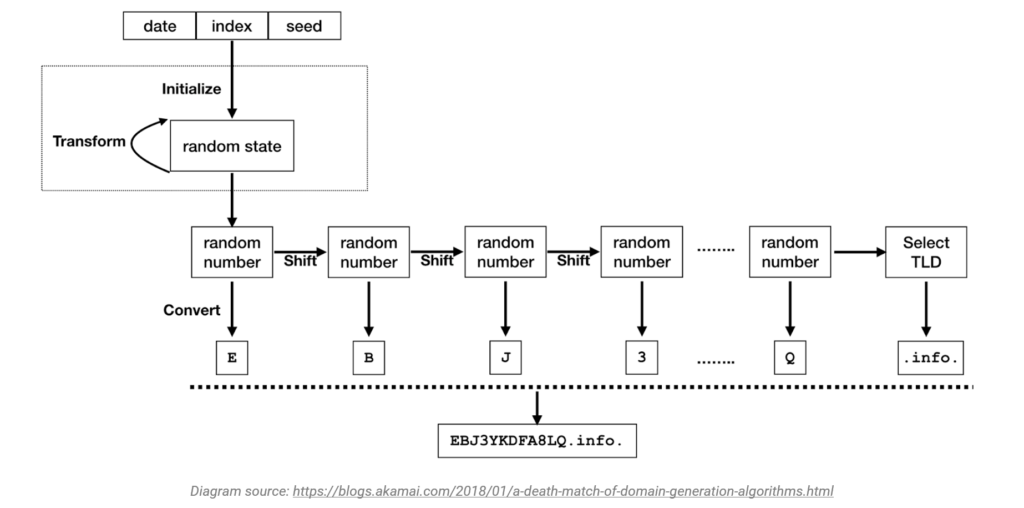 date index seed
Initialize
Transform
random state
random random random random ........ random Select
number number number number number TLD
Shift Shift Shift
Convert
E B J 3 ........ Q .info.
EBJ3YKDFA8LQ.info.
Diagram source: https://blogs.akamai.com/2018/01/a-death-match-of-domain-generation-algorithms.html